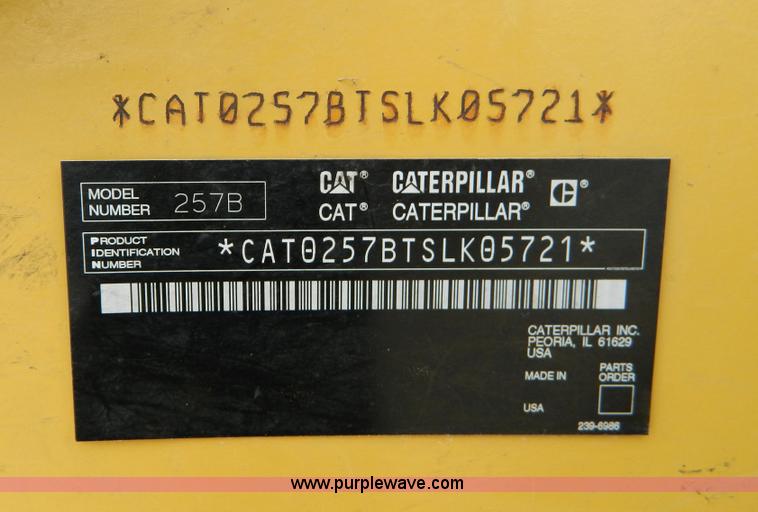 *CAT0257BTSLK05721*
MODEL NUMBER 257B
CAT® CATERPILLAR® ®
CAT® CATERPILLAR®
PRODUCT IDENTIFICATION NUMBER *CAT0257BTSLK05721*
CATERPILLAR INC.
PEORIA, IL 61629
USA
MADE IN
PARTS ORDER
USA
239-6986
www.purplewave.com